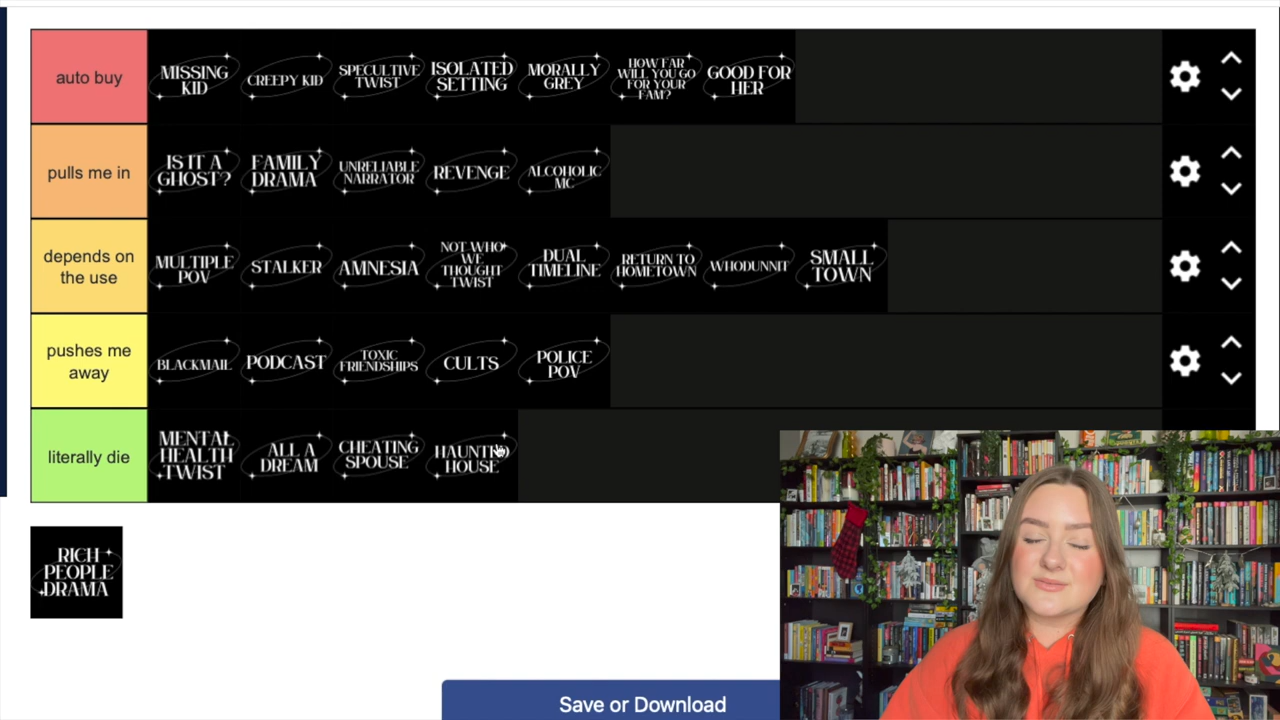 auto buy
MISSING
KID
CREEPY KID
SPECULTIVE
TWIST
ISOLATED
SETTING
MORALLY
GREY
HOW FAR
WILL YOU GO
FOR YOUR
FAM?
GOOD FOR
HER
pulls me in
IS IT A
GHOST?
FAMILY
DRAMA
UNRELIABLE
NARRATOR
REVENGE
ALCOHOLIC
MC
depends on
the use
MULTIPLE
POV
STALKER
AMNESIA
NOT WHO
WE
THOUGHT
TWIST
DUAL
TIMELINE
RETURN TO
HOMETOWN
WHODUNNIT
SMALL
TOWN
pushes me
away
BLACKMAIL
PODCAST
TOXIC
FRIENDSHIPS
CULTS
POLICE
POV
literally die
MENTAL
HEALTH
TWIST
ALL A
DREAM
CHEATING
SPOUSE
HAUNTED
HOUSE
RICH
PEOPLE
DRAMA
Save or Download